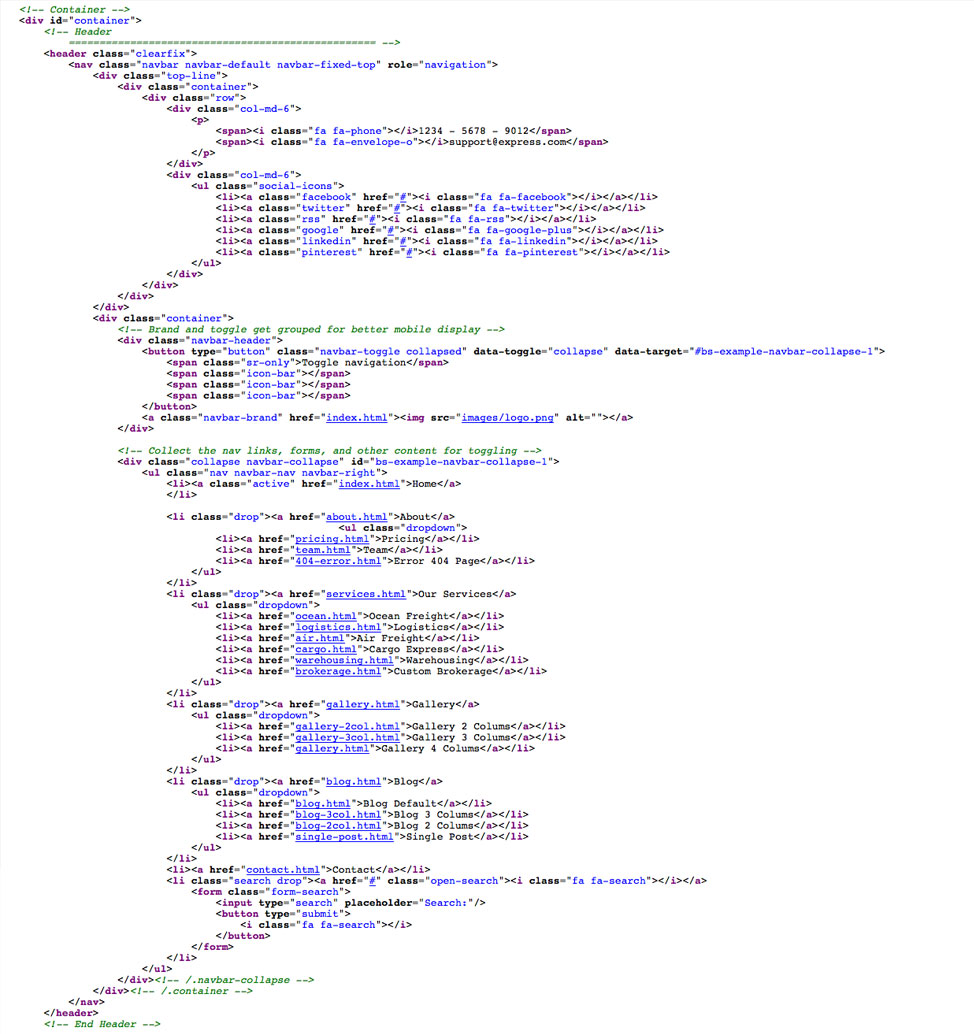 <!-- Container -->
<div id="container">
<!-- Header
================================================== -->
<header class="clearfix">
<nav class="navbar navbar-default navbar-fixed-top" role="navigation">
<div class="top-line">
<div class="container">
<div class="row">
<div class="col-md-6">
<p>
<span><i class="fa fa-phone"></i>1234 - 5678 - 9012</span>
<span><i class="fa fa-envelope-o"></i>support@express.com</span>
</p>
</div>
<div class="col-md-6">
<ul class="social-icons">
<li><a class="facebook" href="#"><i class="fa fa-facebook"></i></a></li>
<li><a class="twitter" href="#"><i class="fa fa-twitter"></i></a></li>
<li><a class="rss" href="#"><i class="fa fa-rss"></i></a></li>
<li><a class="google" href="#"><i class="fa fa-google-plus"></i></a></li>
<li><a class="linkedin" href="#"><i class="fa fa-linkedin"></i></a></li>
<li><a class="pinterest" href="#"><i class="fa fa-pinterest"></i></a></li>
</ul>
</div>
</div>
</div>
</div>
<div class="container">
<!-- Brand and toggle get grouped for better mobile display -->
<div class="navbar-header">
<button type="button" class="navbar-toggle collapsed" data-toggle="collapse" data-target="#bs-example-navbar-collapse-1">
<span class="sr-only">Toggle navigation</span>
<span class="icon-bar"></span>
<span class="icon-bar"></span>
<span class="icon-bar"></span>
</button>
<a class="navbar-brand" href="index.html"><img src="images/logo.png" alt=""></a>
</div>
<!-- Collect the nav links, forms, and other content for toggling -->
<div class="collapse navbar-collapse" id="bs-example-navbar-collapse-1">
<ul class="nav navbar-nav navbar-right">
<li><a class="active" href="index.html">Home</a>
</li>
<li class="drop"><a href="about.html">About</a>
<ul class="dropdown">
<li><a href="pricing.html">Pricing</a></li>
<li><a href="team.html">Team</a></li>
<li><a href="404-error.html">Error 404 Page</a></li>
</ul>
</li>
<li class="drop"><a href="services.html">Our Services</a>
<ul class="dropdown">
<li><a href="ocean.html">Ocean Freight</a></li>
<li><a href="logistics.html">Logistics</a></li>
<li><a href="air.html">Air Freight</a></li>
<li><a href="cargo.html">Cargo Express</a></li>
<li><a href="warehousing.html">Warehousing</a></li>
<li><a href="brokerage.html">Custom Brokerage</a></li>
</ul>
</li>
<li class="drop"><a href="gallery.html">Gallery</a>
<ul class="dropdown">
<li><a href="gallery-2col.html">Gallery 2 Colums</a></li>
<li><a href="gallery-3col.html">Gallery 3 Colums</a></li>
<li><a href="gallery.html">Gallery 4 Colums</a></li>
</ul>
</li>
<li class="drop"><a href="blog.html">Blog</a>
<ul class="dropdown">
<li><a href="blog.html">Blog Default</a></li>
<li><a href="blog-3col.html">Blog 3 Colums</a></li>
<li><a href="blog-2col.html">Blog 2 Colums</a></li>
<li><a href="single-post.html">Single Post</a></li>
</ul>
</li>
<li><a href="contact.html">Contact</a></li>
<li class="search drop"><a href="#" class="open-search"><i class="fa fa-search"></i></a>
<form class="form-search">
<input type="search" placeholder="Search:"/>
<button type="submit">
<i class="fa fa-search"></i>
</button>
</form>
</li>
</ul>
</div><!-- /.navbar-collapse -->
</div><!-- /.container -->
</nav>
</header>
<!-- End Header -->